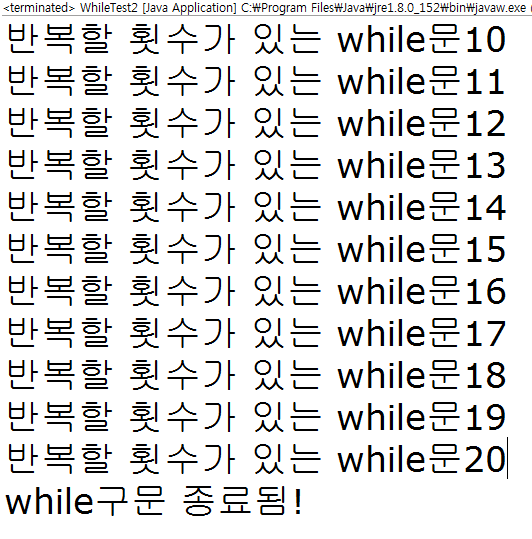 <terminated> WhileTest2 [Java Application] C:₩Program Files₩Java₩jre1.8.0_152₩bin₩javaw.exe (
반복할 횟수가 있는 while문10
반복할 횟수가 있는 while문11
반복할 횟수가 있는 while문12
반복할 횟수가 있는 while문13
반복할 횟수가 있는 while문14
반복할 횟수가 있는 while문15
반복할 횟수가 있는 while문16
반복할 횟수가 있는 while문17
반복할 횟수가 있는 while문18
반복할 횟수가 있는 while문19
반복할 횟수가 있는 while문20
while구문 종료됨!